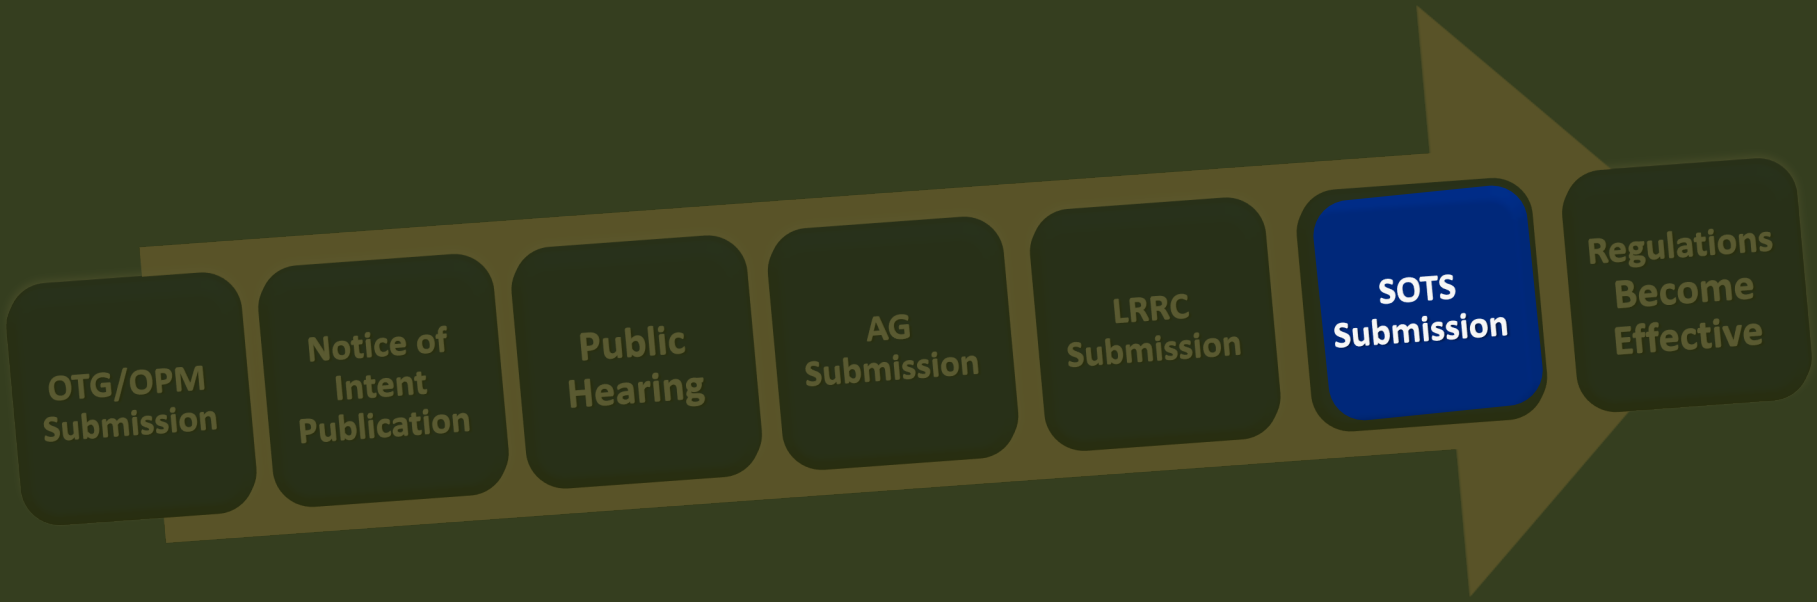 OTG/OPM
Submission
Notice of
Intent
Publication
Public
Hearing
AG
Submission
LRRC
Submission
SOTS
Submission
Regulations
Become
Effective